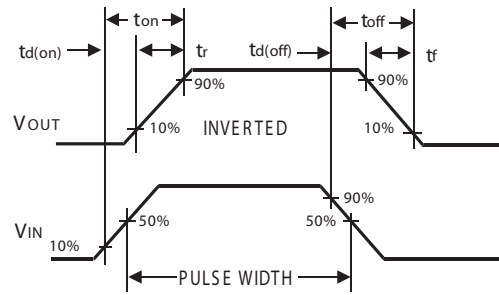 ton toff
td(on) tr td(off) tf
90% 90%
VOUT 10% INVERTED 10%
90%
VIN 50% 50%
10%
PULSE WIDTH